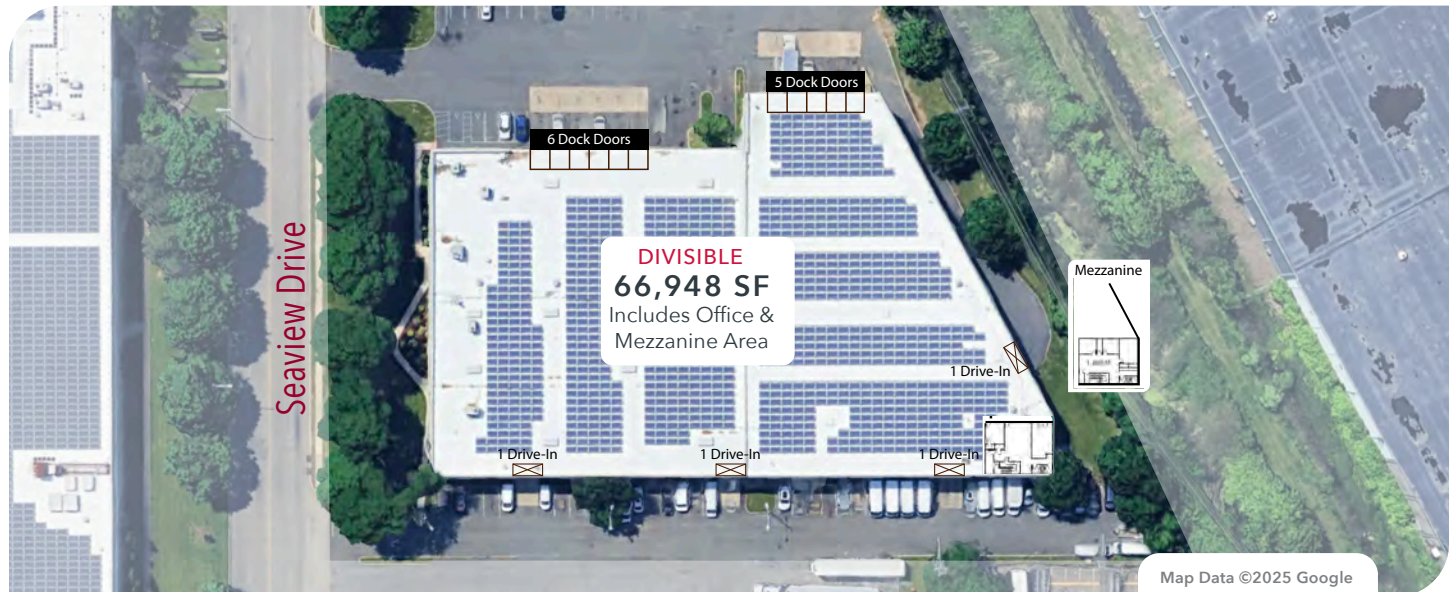 5 Dock Doors
6 Dock Doors
Seaview Drive
DIVISIBLE
66,948 SF
Includes Office &
Mezzanine Area
Mezzanine
1 Drive-In
1 Drive-In
1 Drive-In
1 Drive-In
Map Data ©2025 Google